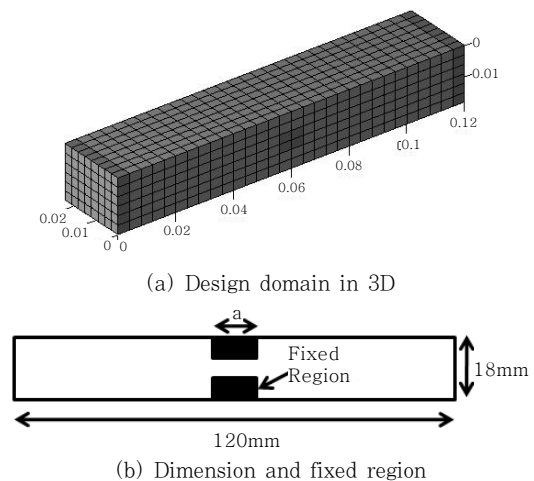 0
0.01
0.12
0.1
0.08
0.06
0.04
0.02
0.02
0.01
0 0
(a) Design domain in 3D
a
Fixed
Region
18mm
120mm
(b) Dimension and fixed region